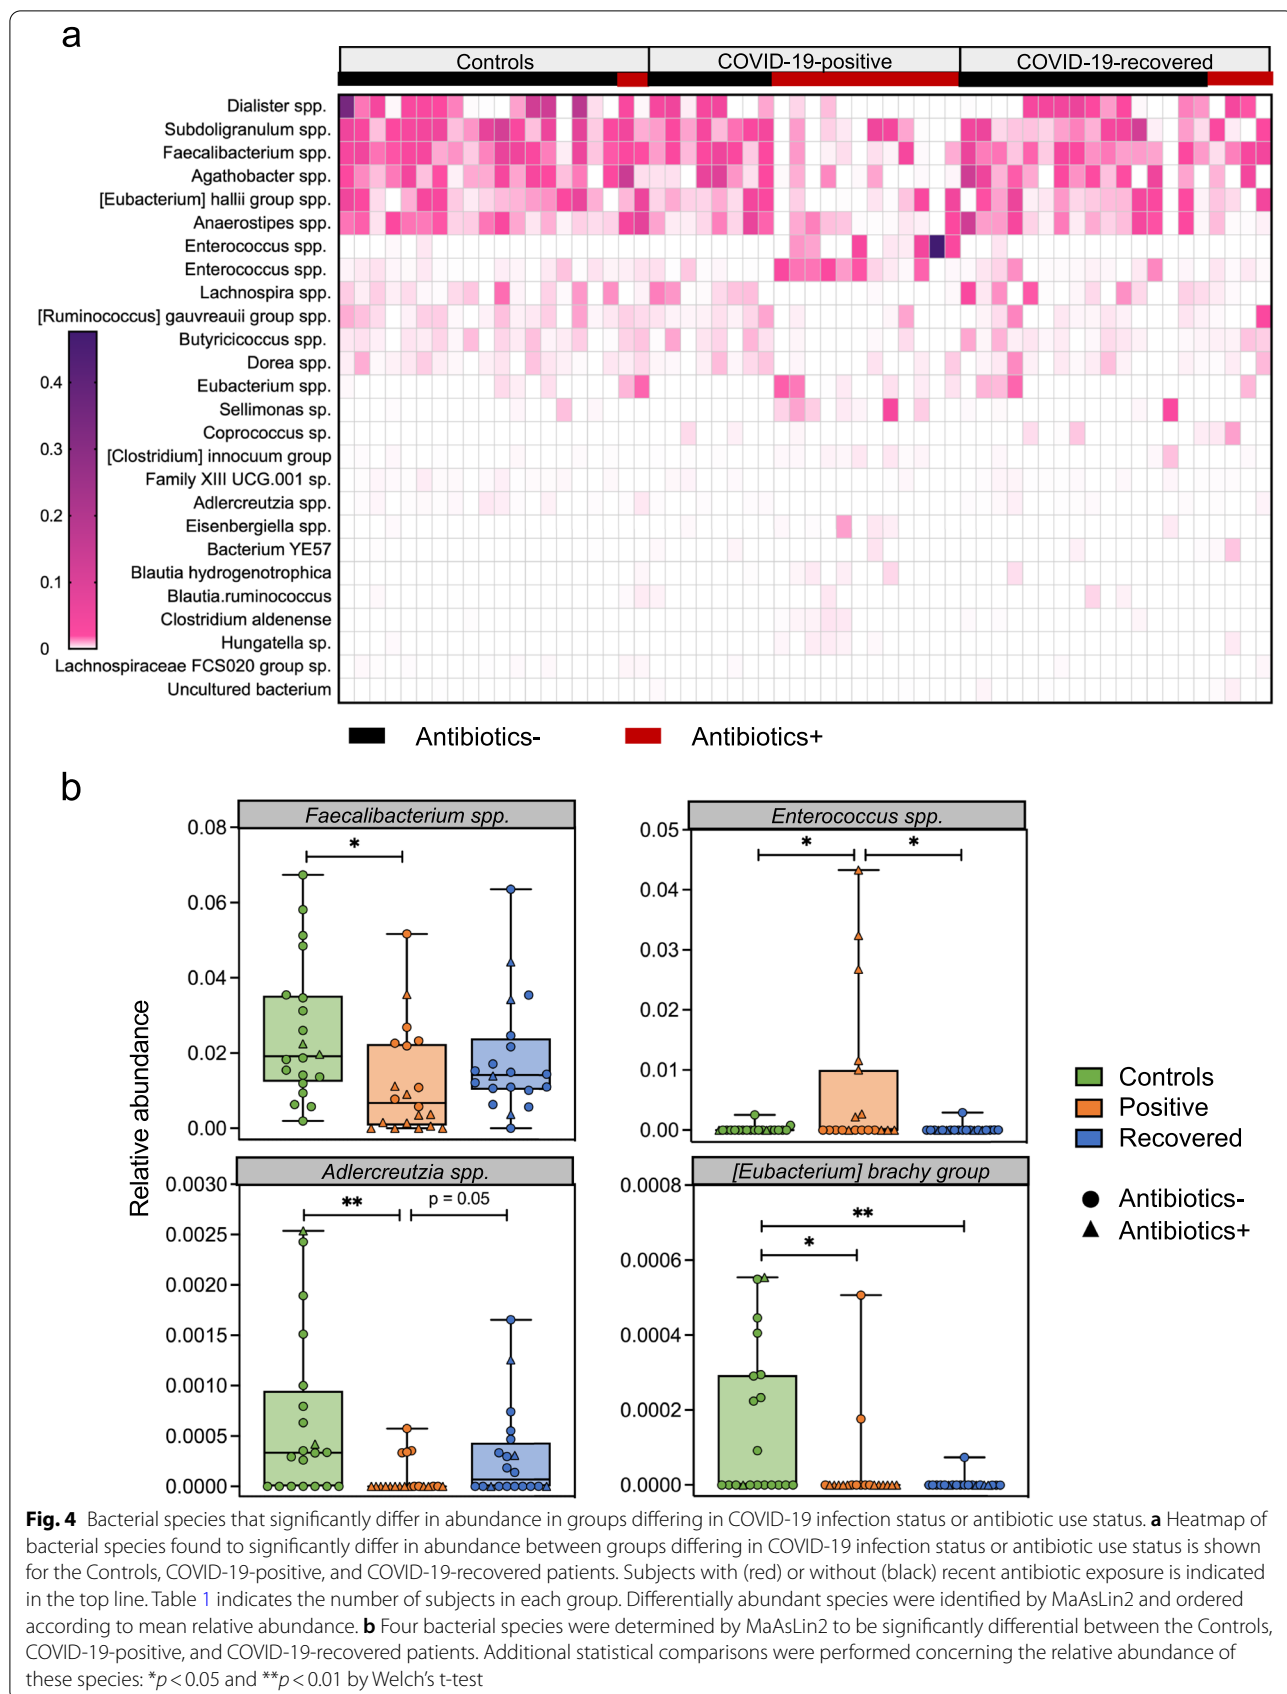 a
Controls
COVID-19-positive
COVID-19-recovered
Dialister spp.
Subdoligranulum spp.
Faecalibacterium spp.
Agathobacter spp.
[Eubacterium] hallii group spp.
Anaerostipes spp.
Enterococcus spp.
Enterococcus spp.
Lachnospira spp.
[Ruminococcus] gauvreauii group spp.
Butyricicoccus spp.
Dorea spp.
Eubacterium spp.
Sellimonas sp.
Coprococcus sp.
[Clostridium] innocuum group
Family XIII UCG.001 sp.
Adlercreutzia spp.
Eisenbergiella spp.
Bacterium YE57
Blautia hydrogenotrophica
Blautia.ruminococcus
Clostridium aldenense
Hungatella sp.
Lachnospiraceae FCS020 group sp.
Uncultured bacterium
0.4
0.3
0.2
0.1
0
Antibiotics-
Antibiotics+
b
Relative abundance
Faecalibacterium spp.
0.08
0.06
0.04
0.02
0.00
*
Enterococcus spp.
0.05
0.04
0.03
0.02
0.01
0.00
*
*
Adlercreutzia spp.
0.0030
0.0025
0.0020
0.0015
0.0010
0.0005
0.0000
**
p = 0.05
[Eubacterium] brachy group
0.0008
0.0006
0.0004
0.0002
0.0000
**
*
Controls
Positive
Recovered
Antibiotics-
Antibiotics+
Fig. 4 Bacterial species that significantly differ in abundance in groups differing in COVID-19 infection status or antibiotic use status. a Heatmap of
bacterial species found to significantly differ in abundance between groups differing in COVID-19 infection status or antibiotic use status is shown
for the Controls, COVID-19-positive, and COVID-19-recovered patients. Subjects with (red) or without (black) recent antibiotic exposure is indicated
in the top line. Table 1 indicates the number of subjects in each group. Differentially abundant species were identified by MaAsLin2 and ordered
according to mean relative abundance. b Four bacterial species were determined by MaAsLin2 to be significantly differential between the Controls,
COVID-19-positive, and COVID-19-recovered patients. Additional statistical comparisons were performed concerning the relative abundance of
these species: *p < 0.05 and **p < 0.01 by Welch's t-test